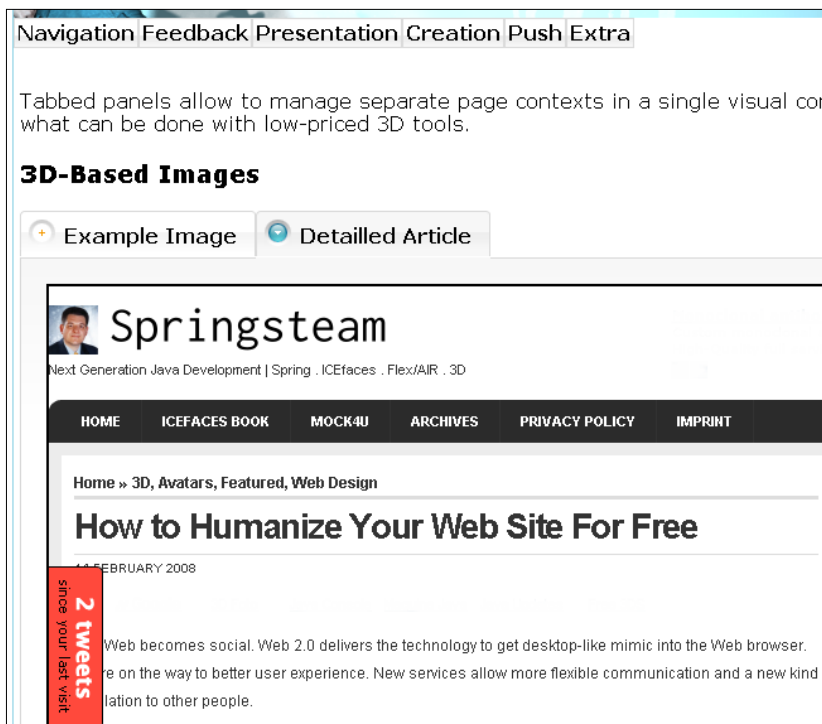 Navigation Feedback Presentation Creation Push Extra
Tabbed panels allow to manage separate page contexts in a single visual
what can be done with low-priced 3D tools.
3D-Based Images
Example Image Detailled Article
Springsteam
Next Generation Java Development | Spring . ICEfaces . Flex/AIR . 3D
HOME ICEFACES BOOK MOCK4U ARCHIVES PRIVACY POLICY IMPRINT
Home » 3D, Avatars, Featured, Web Design
How to Humanize Your Web Site For Free
FEBRUARY 2008
2 tweets
since your last visit
Web becomes social. Web 2.0 delivers the technology to get desktop-like mimic into the Web browser.
on the way to better user experience. New services allow more flexible communication and a new kind
to other people.